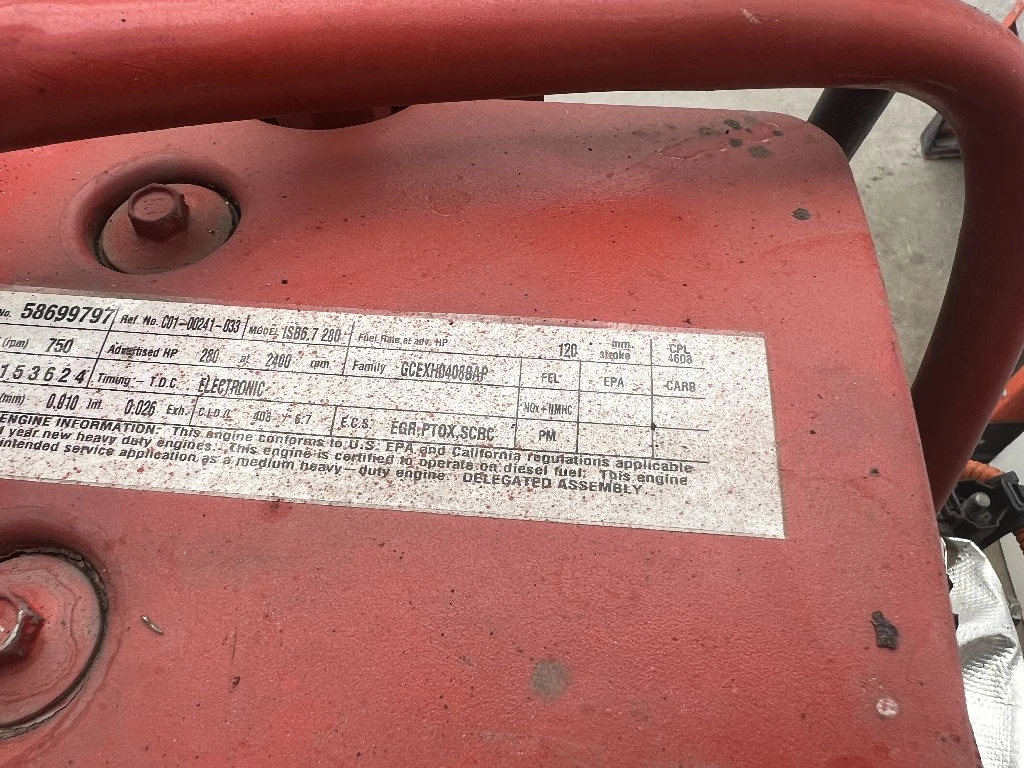 No. 58699797 Ref. No. C01-00241-033 MODEL ISB6.7 280 Fuel Rate at adv. HP 120 mm stroke CPL 4608
(rpm) 750 Advertised HP 280 at 2400 rpm Family GCEXH0408BAP FEL EPA CARB
153624 Timing - T.D.C. ELECTRONIC NOx+NMHC
(mm) 0.010 Int. 0.026 Exh. C.I.D./L 408 / 6.7 E.C.S. EGR,PTOX,SCRC PM
ENGINE INFORMATION: This engine conforms to U.S. EPA and California regulations applicable
year new heavy duty engines. This engine is certified to operate on diesel fuel. This engine
intended service application as a medium heavy-duty engine. DELEGATED ASSEMBLY.